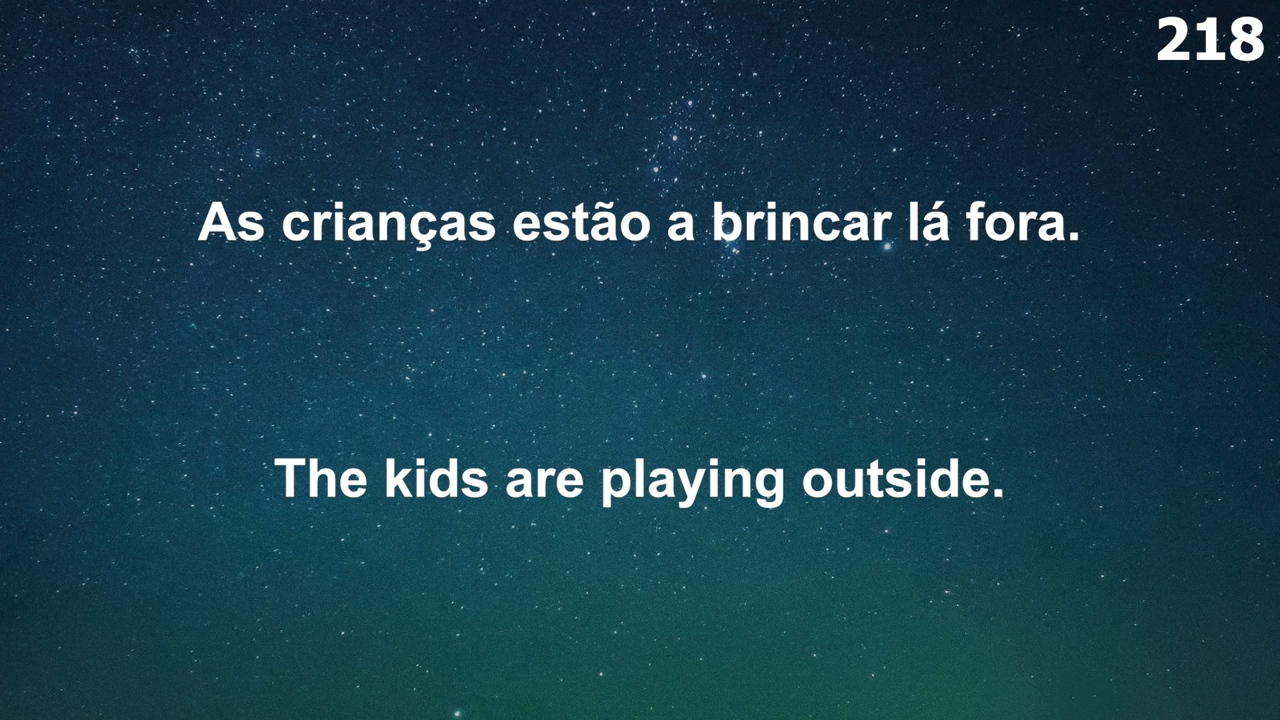 218
As crianças estão a brincar lá fora.
The kids are playing outside.